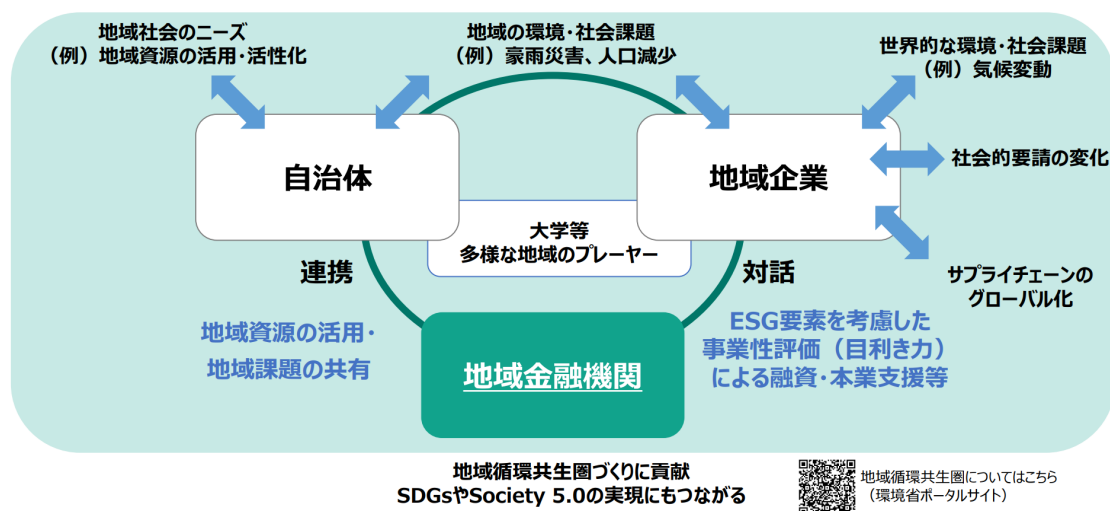 地域社会のニーズ
（例）地域資源の活用・活性化
地域の環境・社会課題
（例）豪雨災害、人口減少
世界的な環境・社会課題
（例）気候変動
自治体
地域企業
社会的要請の変化
大学等
多様な地域のプレーヤー
連携
対話
サプライチェーンの
グローバル化
地域資源の活用・
地域課題の共有
ESG要素を考慮した
事業性評価（目利き力）
による融資・本業支援等
地域金融機関
地域循環共生圏づくりに貢献
SDGsやSociety 5.0の実現にもつながる
地域循環共生圏についてはこちら
（環境省ポータルサイト）